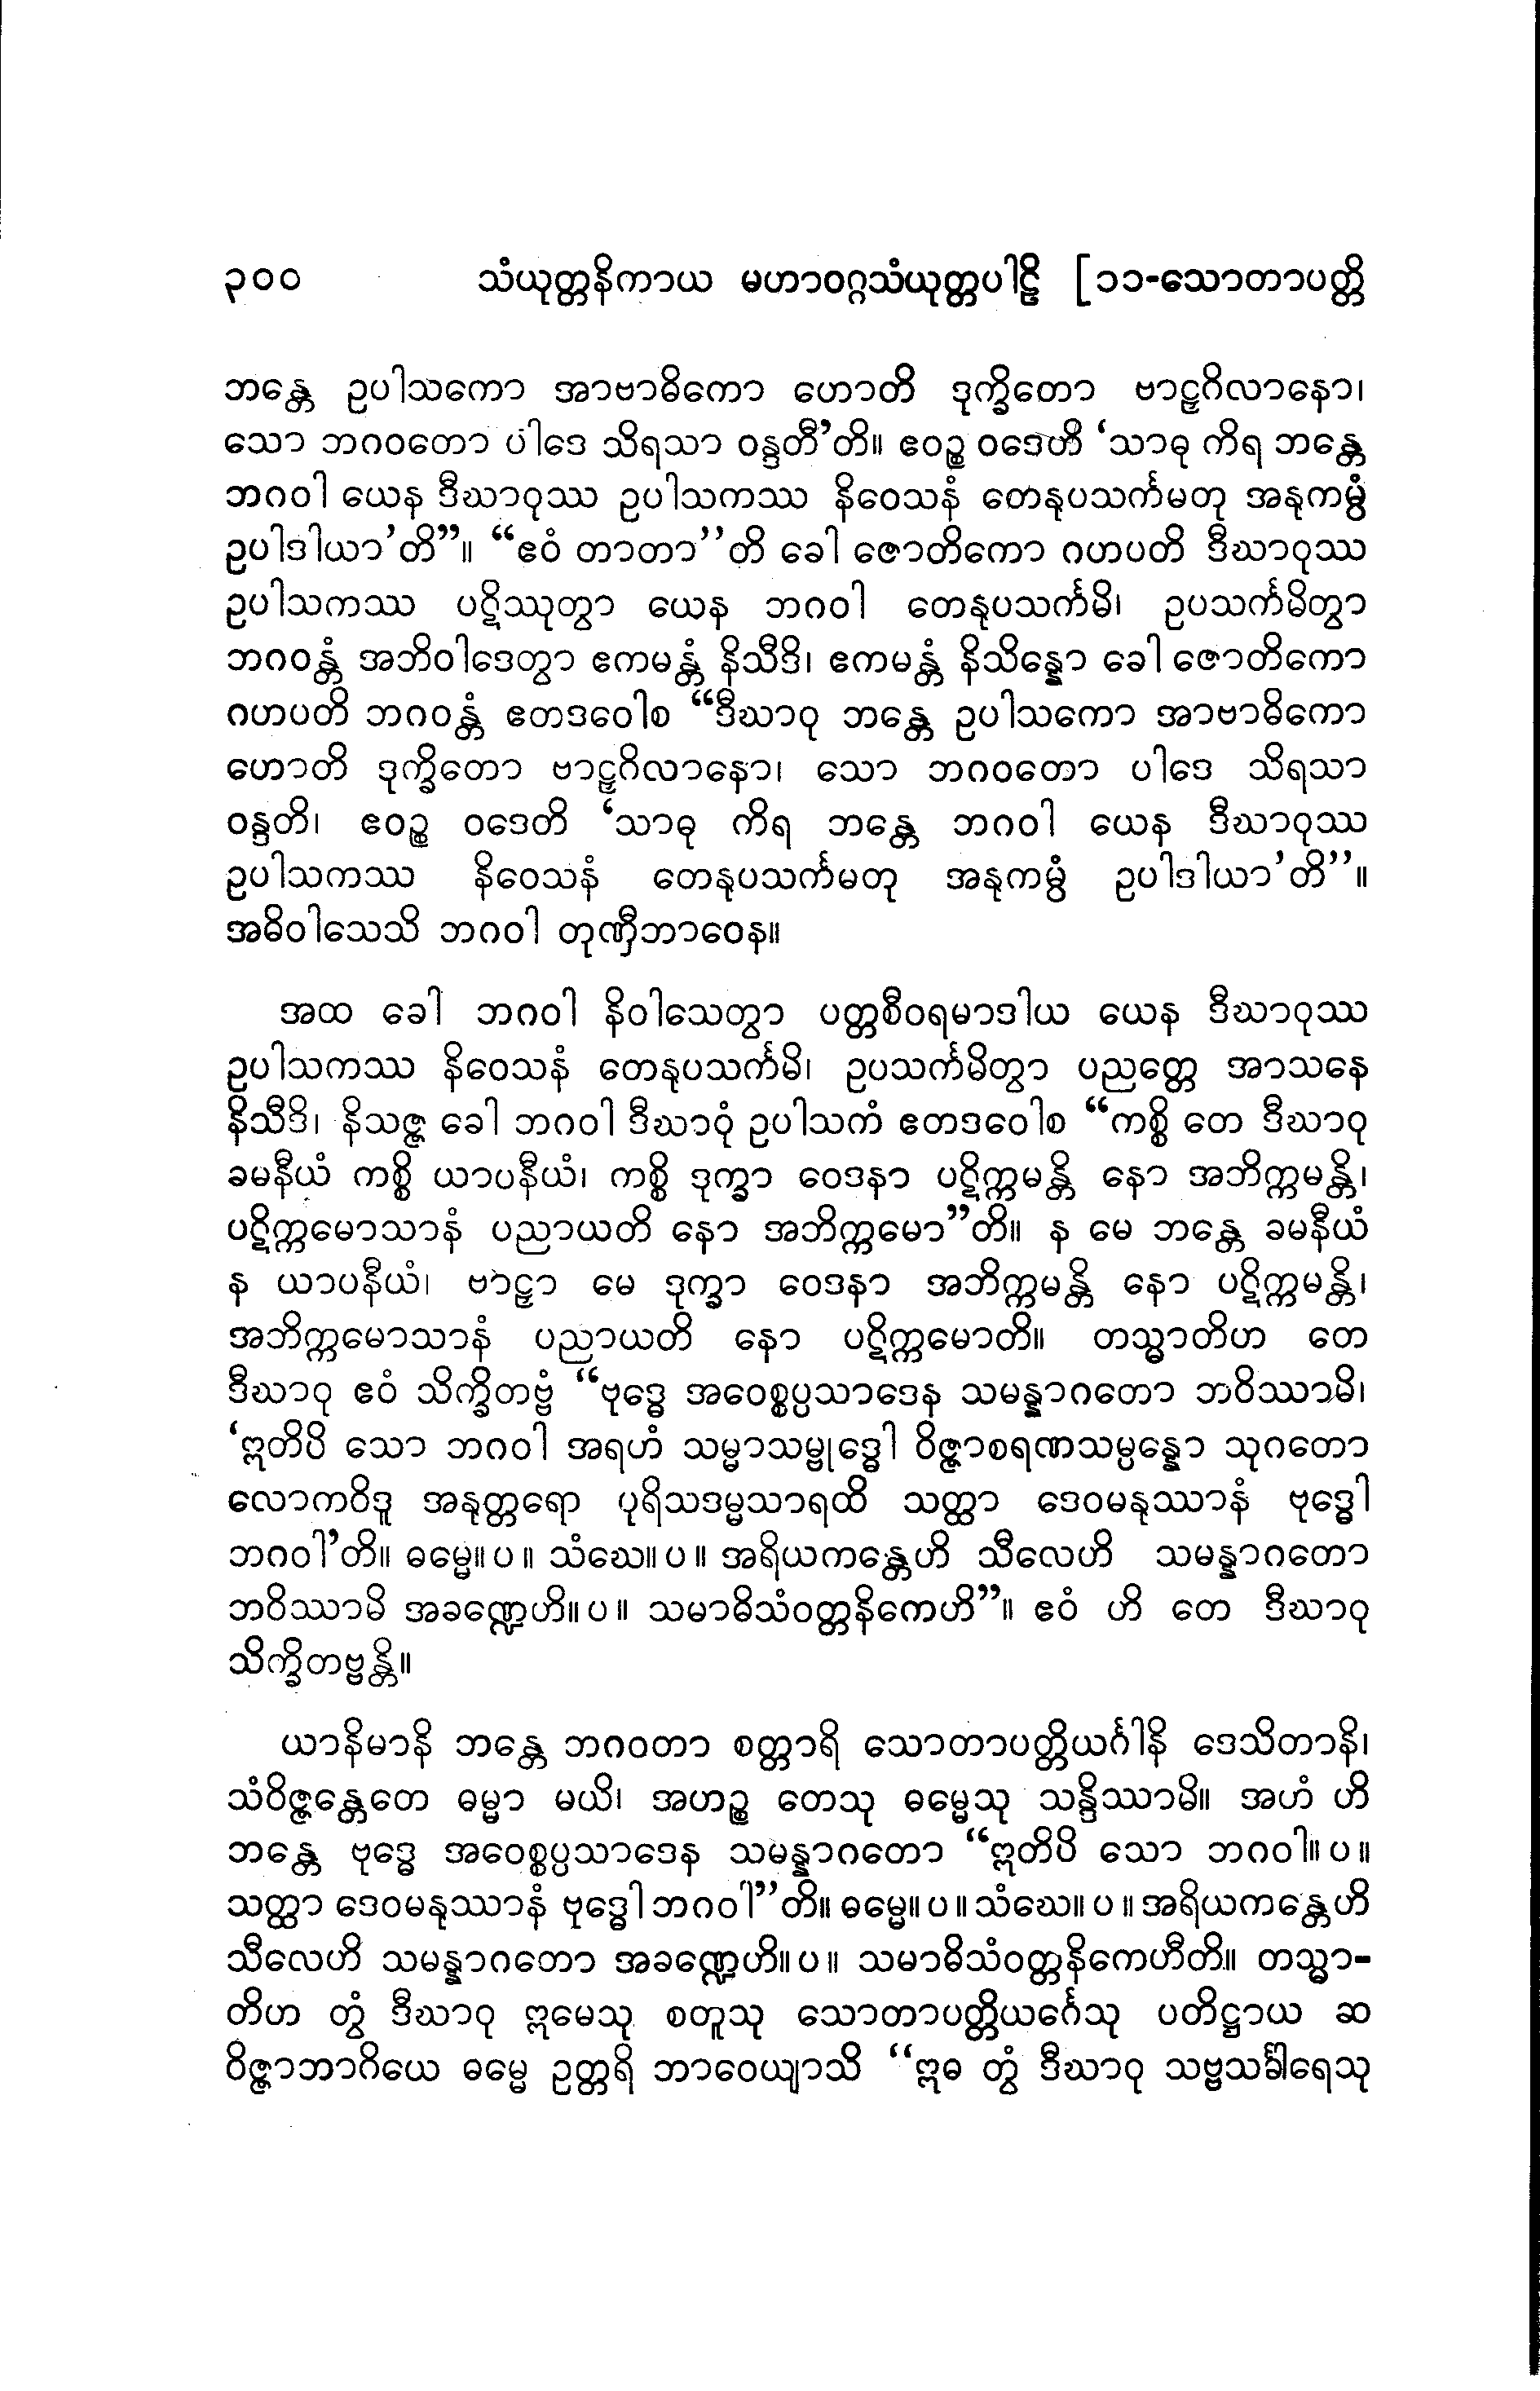 ၃၀၀ သံယုတ္တနိကာယ မဟာဝဂ္ဂသံယုတ္တပါဠိ [၁၁-သောတာပတ္တိ
ဘန္တေ ဥပါသကော အာဗာဓိကော ဟောတိ ဒုက္ခိတော ဗာဠှဂိလာနော၊
သော ဘဂဝတော ပါဒေ သိရသာ ဝန္ဒတီ’တိ။ ဧဝဉ္စ ဝဒေဟိ ‘သာဓု ကိရ ဘန္တေ
ဘဂဝါ ယေန ဒီဃာဝုဿ ဥပါသကဿ နိဝေသနံ တေနုပသင်္ကမတု အနုကမ္ပံ
ဥပါဒါယာ’တိ”။ “ဧဝံ တာတာ”တိ ခေါ ဇောတိကော ဂဟပတိ ဒီဃာဝုဿ
ဥပါသကဿ ပဋိဿုတွာ ယေန ဘဂဝါ တေနုပသင်္ကမိ၊ ဥပသင်္ကမိတွာ
ဘဂဝန္တံ အဘိဝါဒေတွာ ဧကမန္တံ နိသီဒိ၊ ဧကမန္တံ နိသိန္နော ခေါ ဇောတိကော
ဂဟပတိ ဘဂဝန္တံ ဧတဒဝေါစ “ဒီဃာဝု ဘန္တေ ဥပါသကော အာဗာဓိကော
ဟောတိ ဒုက္ခိတော ဗာဠှဂိလာနော၊ သော ဘဂဝတော ပါဒေ သိရသာ
ဝန္ဒတိ၊ ဧဝဉ္စ ဝဒေတိ ‘သာဓု ကိရ ဘန္တေ ဘဂဝါ ယေန ဒီဃာဝုဿ
ဥပါသကဿ နိဝေသနံ တေနုပသင်္ကမတု အနုကမ္ပံ ဥပါဒါယာ’တိ”။
အဓိဝါသေသိ ဘဂဝါ တုဏှီဘာဝေန။
အထ ခေါ ဘဂဝါ နိဝါသေတွာ ပတ္တစီဝရမာဒါယ ယေန ဒီဃာဝုဿ
ဥပါသကဿ နိဝေသနံ တေနုပသင်္ကမိ၊ ဥပသင်္ကမိတွာ ပညတ္တေ အာသနေ
နိသီဒိ၊ နိသဇ္ဇ ခေါ ဘဂဝါ ဒီဃာဝုံ ဥပါသကံ ဧတဒဝေါစ “ကစ္စိ တေ ဒီဃာဝု
ခမနီယံ ကစ္စိ ယာပနီယံ၊ ကစ္စိ ဒုက္ခာ ဝေဒနာ ပဋိက္ကမန္တိ နော အဘိက္ကမန္တိ၊
ပဋိက္ကမောသာနံ ပညာယတိ နော အဘိက္ကမော”တိ။ န မေ ဘန္တေ ခမနီယံ
န ယာပနီယံ၊ ဗာဠှာ မေ ဒုက္ခာ ဝေဒနာ အဘိက္ကမန္တိ နော ပဋိက္ကမန္တိ၊
အဘိက္ကမောသာနံ ပညာယတိ နော ပဋိက္ကမောတိ။ တသ္မာတိဟ တေ
ဒီဃာဝု ဧဝံ သိက္ခိတဗ္ဗံ “ဗုဒ္ဓေ အဝေစ္စပ္ပသာဒေန သမန္နာဂတော ဘဝိဿာမိ၊
‘ဣတိပိ သော ဘဂဝါ အရဟံ သမ္မာသမ္ဗုဒ္ဓေါ ဝိဇ္ဇာစရဏသမ္ပန္နော သုဂတော
လောကဝိဒူ အနုတ္တရော ပုရိသဒမ္မသာရထိ သတ္ထာ ဒေဝမနုဿာနံ ဗုဒ္ဓေါ
ဘဂဝါ’တိ။ ဓမ္မေ။ပ။ သံဃေ။ပ။ အရိယကန္တေဟိ သီလေဟိ သမန္နာဂတော
ဘဝိဿာမိ အခဏ္ဍေဟိ။ပ။ သမာဓိသံဝတ္တနိကေဟိ”။ ဧဝံ ဟိ တေ ဒီဃာဝု
သိက္ခိတဗ္ဗန္တိ။
ယာနိမာနိ ဘန္တေ ဘဂဝတာ စတ္တာရိ သောတာပတ္တိယင်္ဂါနိ ဒေသိတာနိ၊
သံဝိဇ္ဇန္တေတေ ဓမ္မာ မယိ၊ အဟဉ္စ တေသု ဓမ္မေသု သန္ဒိဿာမိ။ အဟံ ဟိ
ဘန္တေ ဗုဒ္ဓေ အဝေစ္စပ္ပသာဒေန သမန္နာဂတော “ဣတိပိ သော ဘဂဝါ။ပ။
သတ္ထာ ဒေဝမနုဿာနံ ဗုဒ္ဓေါ ဘဂဝါ”တိ။ ဓမ္မေ။ပ။ သံဃေ။ပ။ အရိယကန္တေဟိ
သီလေဟိ သမန္နာဂတော အခဏ္ဍေဟိ။ပ။ သမာဓိသံဝတ္တနိကေဟီတိ။ တသ္မာ-
တိဟ တွံ ဒီဃာဝု ဣမေသု စတူသု သောတာပတ္တိယင်္ဂေသု ပတိဋ္ဌာယ ဆ
ဝိဇ္ဇာဘာဂိယေ ဓမ္မေ ဥတ္တရိ ဘာဝေယျာသိ “ဣဓ တွံ ဒီဃာဝု သဗ္ဗသင်္ခါရေသု